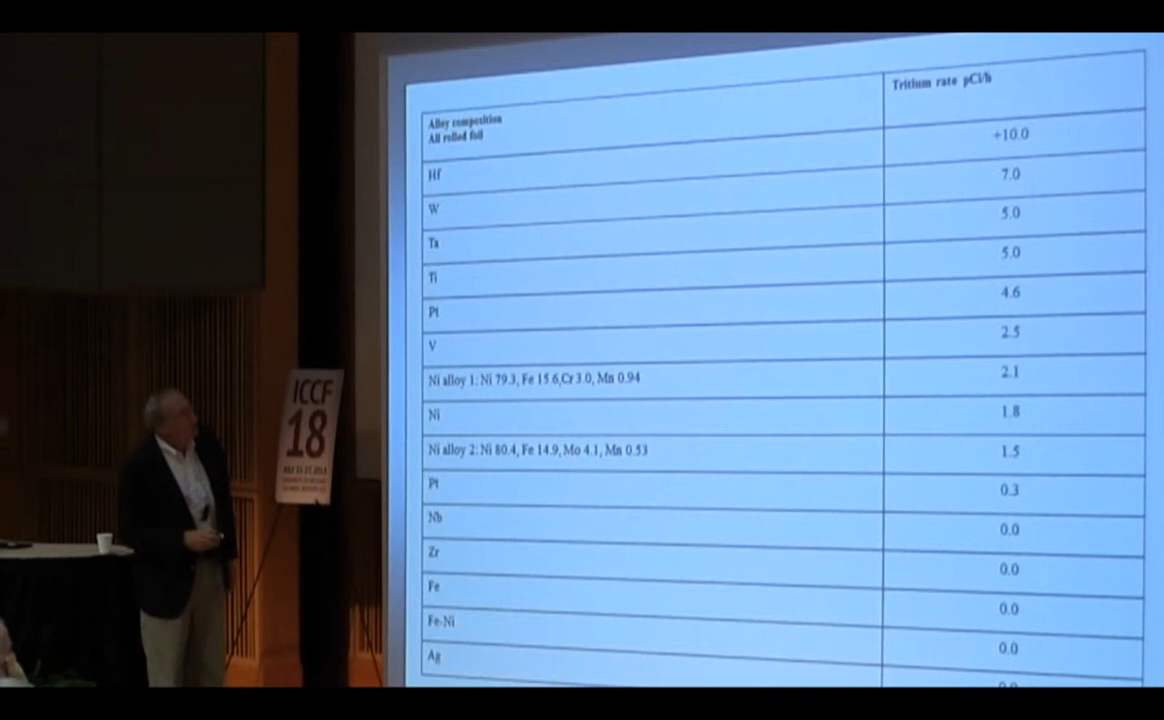 Alloy composition
All rolled foil
Tritium rate pCi/h
Hf +10.0
W 7.0
Ta 5.0
Ti 5.0
Pt 4.6
V 2.5
Ni alloy 1: Ni 79.3, Fe 15.6,Cr 3.0, Mn 0.94 2.1
Ni 1.8
Ni alloy 2: Ni 80.4, Fe 14.9, Mo 4.1, Mn 0.53 1.5
Pt 0.3
Nb 0.0
Zr 0.0
Fe 0.0
Fe-Ni 0.0
Ag
ICCF
18